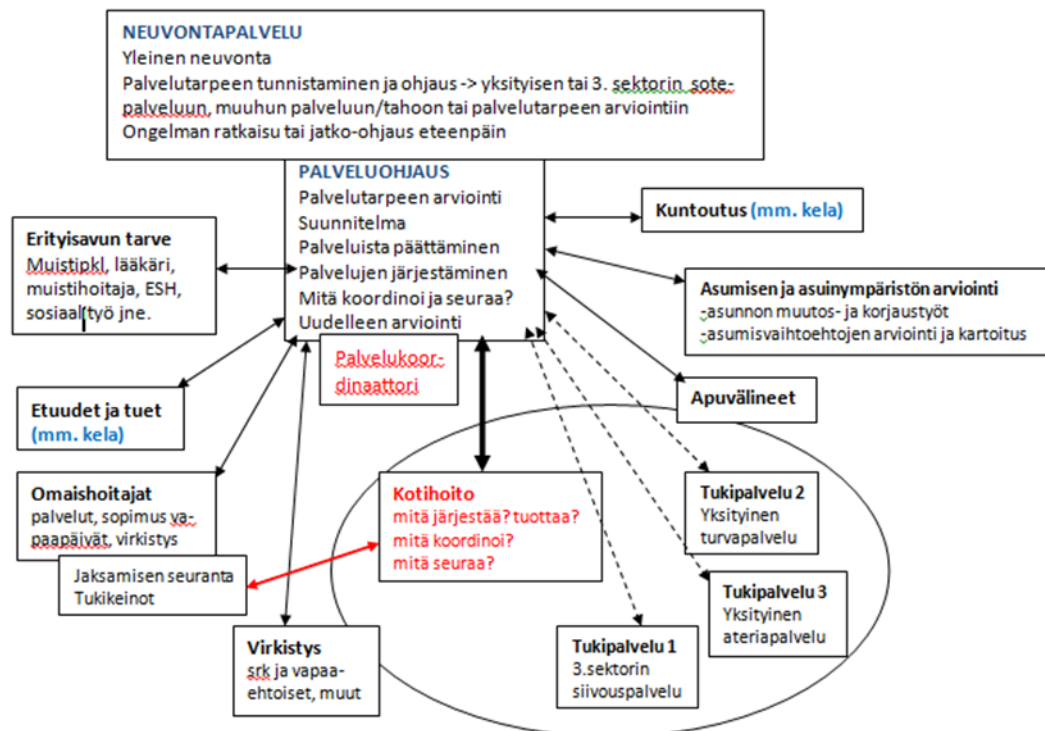 NEUVONTAPALVELU
Yleinen neuvonta
Palvelutarpeen tunnistaminen ja ohjaus -> yksityisen tai 3. sektorin sote-
palveluun, muuhun palveluun/tahoon tai palvelutarpeen arviointiin
Ongelman ratkaisu tai jatko-ohjaus eteenpäin
PALVELUOHJAUS
Palvelutarpeen arviointi
Suunnitelma
Palveluista päättäminen
Palvelujen järjestäminen
Mitä koordinoi ja seuraa?
Uudelleen arviointi
Palvelukoor-
dinaattori
Erityisavun tarve
Muistipkl, lääkäri,
muistihoitaja, ESH,
sosiaalityö jne.
Kuntoutus (mm. kela)
Asumisen ja asuinympäristön arviointi
-asunnon muutos- ja korjaustyöt
-asumisvaihtoehtojen arviointi ja kartoitus
Etuudet ja tuet
(mm. kela)
Apuvälineet
Omaishoitajat
palvelut, sopimus va-
paapäivät, virkistys
Jaksamisen seuranta
Tukikeinot
Kotihoito
mitä järjestää? tuottaa?
mitä koordinoi?
mitä seuraa?
Tukipalvelu 2
Yksityinen
turvapalvelu
Tukipalvelu 3
Yksityinen
ateriapalvelu
Virkistys
srk ja vapaa-
ehtoiset, muut
Tukipalvelu 1
3.sektorin
siivouspalvelu